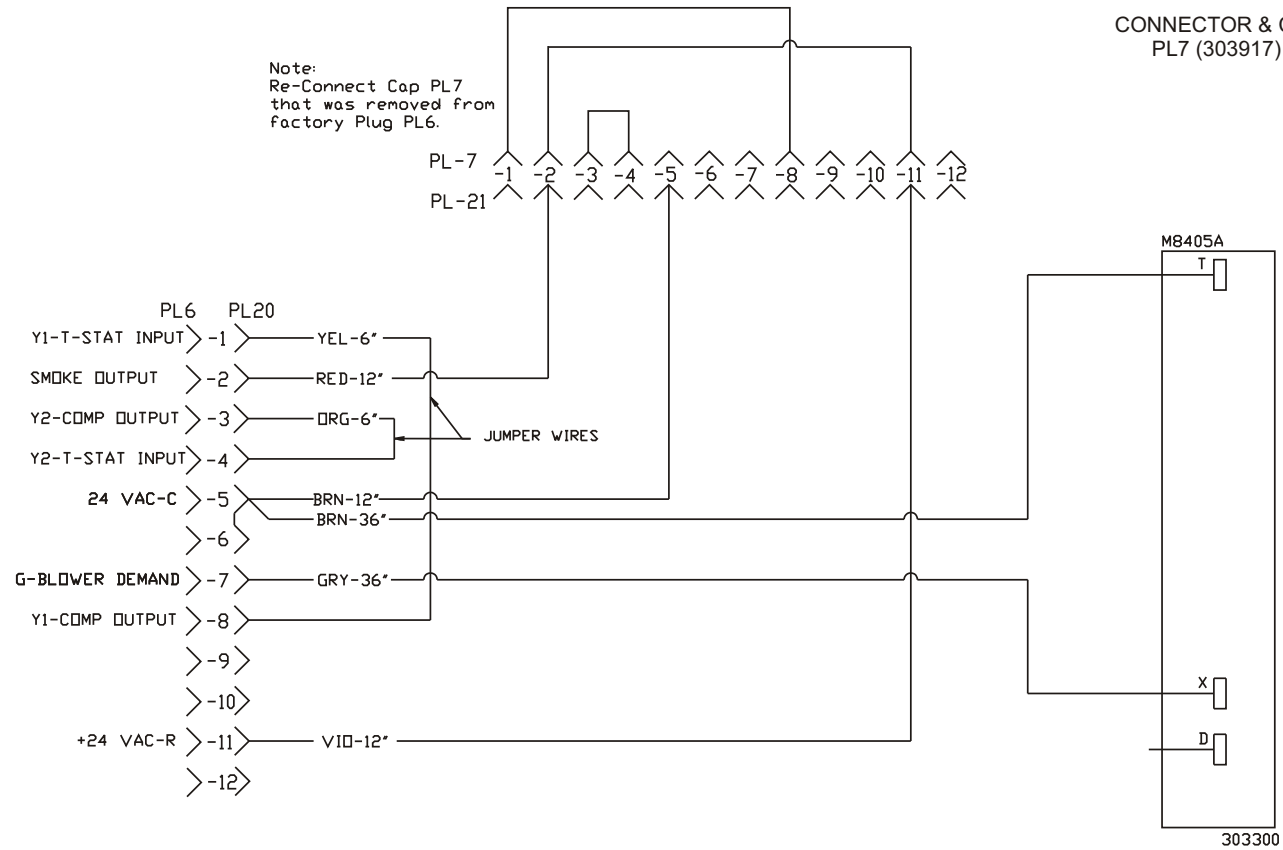 CONNECTOR & C
PL7 (303917)
Note:
Re-Connect Cap PL7
that was removed from
factory Plug PL6.
PL-7
-1 -2 -3 -4 -5 -6 -7 -8 -9 -10 -11 -12
PL-21
M8405A
T
PL6 PL20
Y1-T-STAT INPUT -1 YEL-6"
SMOKE OUTPUT -2 RED-12"
Y2-COMP OUTPUT -3 ORG-6"
JUMPER WIRES
Y2-T-STAT INPUT -4
24 VAC-C -5 BRN-12"
BRN-36"
-6
G-BLOWER DEMAND -7 GRY-36"
Y1-COMP OUTPUT -8
-9
X
-10
+24 VAC-R -11 VIO-12"
D
-12
303300